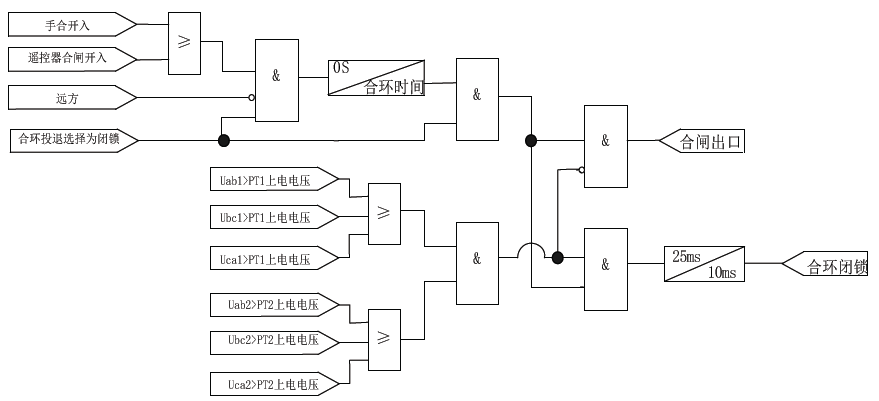 手合开入
≥
遥控器合闸开入
&
0S
合环时间
&
远方
合环投退选择为闭锁
&
合闸出口
Uab1>PT1上电电压
Ubc1>PT1上电电压
≥
Uca1>PT1上电电压
&
&
25ms
10ms
合环闭锁
Uab2>PT2上电电压
Ubc2>PT2上电电压
≥
Uca2>PT2上电电压